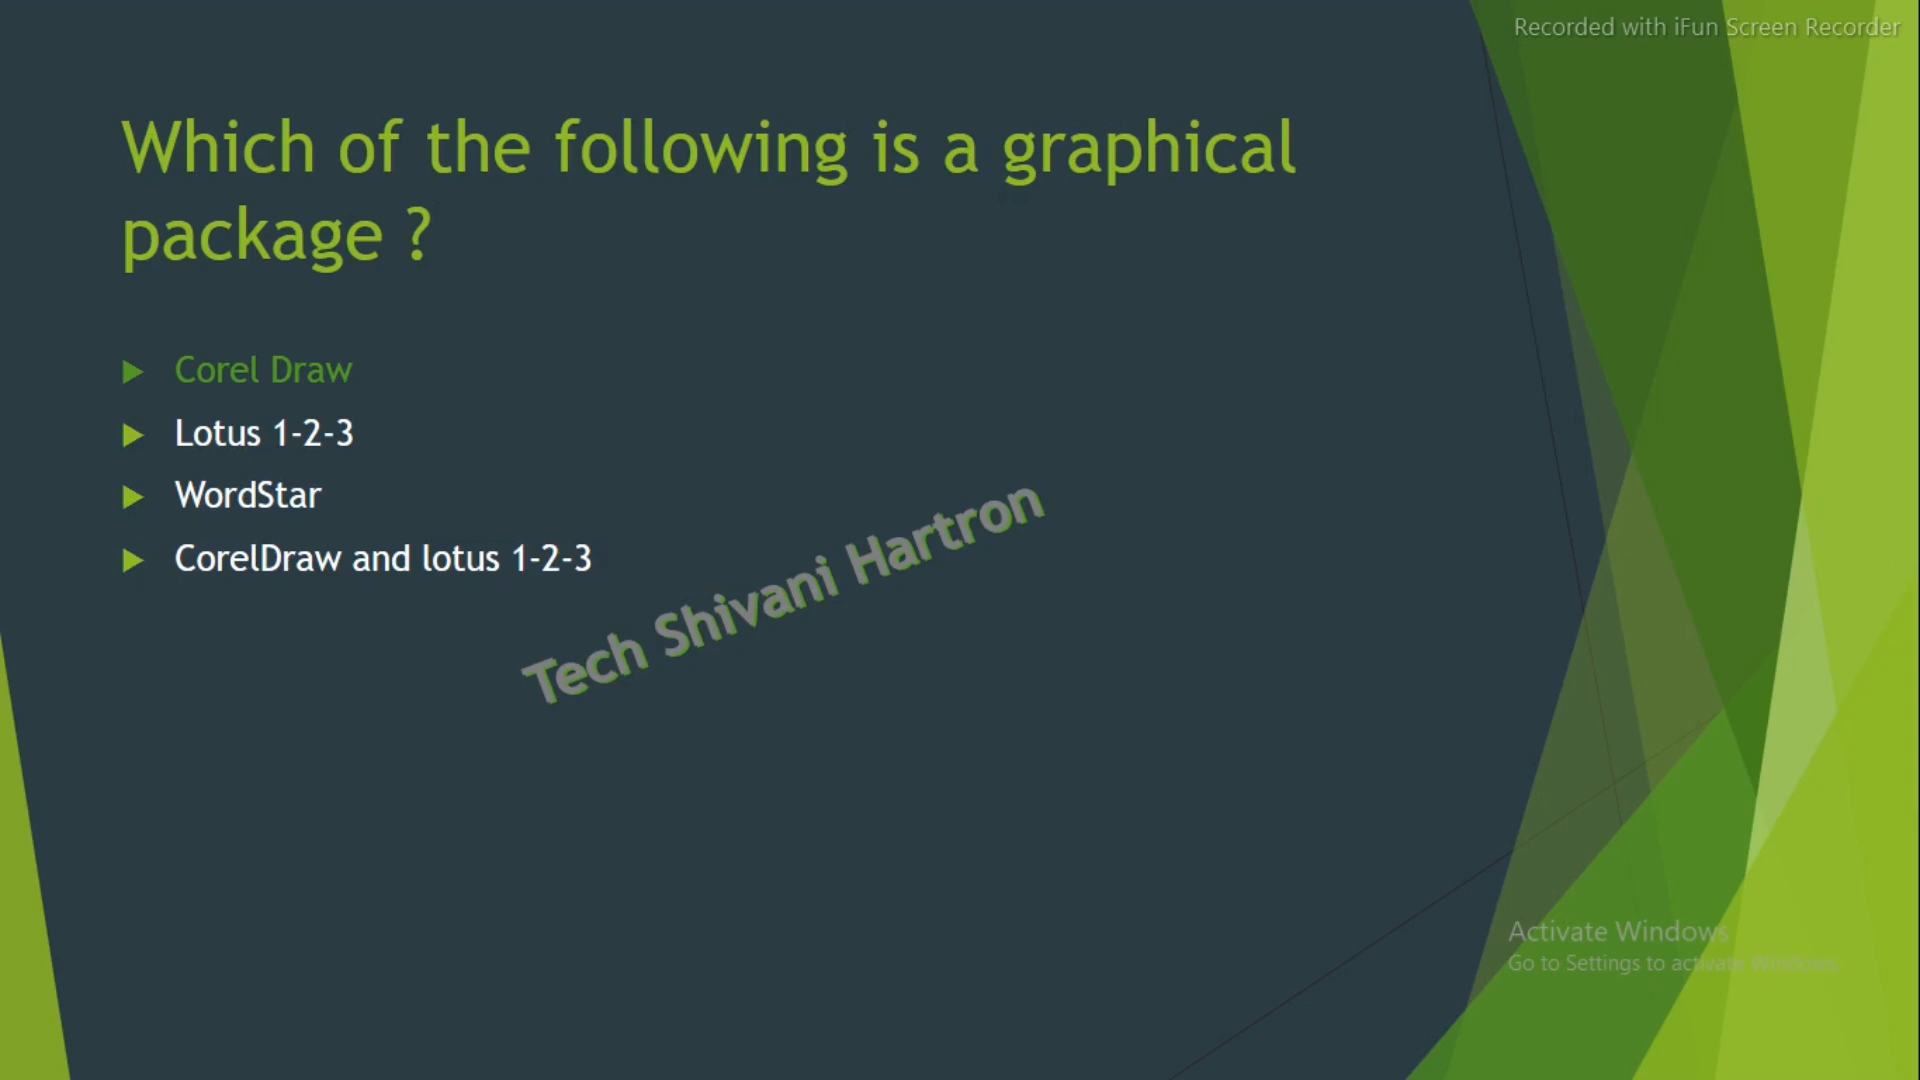 Recorded with iFun Screen Recorder
Which of the following is a graphical
package ?
Corel Draw
Lotus 1-2-3
WordStar
CorelDraw and lotus 1-2-3
Tech Shivani Hartron
Activate Windows
Go to Settings to activate Windows.